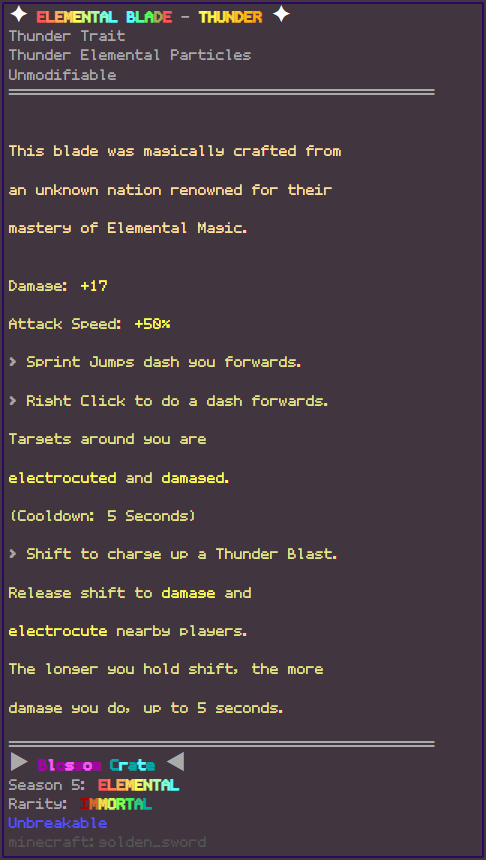 ✦ ELEMENTAL BLADE - THUNDER ✦
Thunder Trait
Thunder Elemental Particles
Unmodifiable
This blade was magically crafted from
an unknown nation renowned for their
mastery of Elemental Magic.
Damage: +17
Attack Speed: +50%
> Sprint Jumps dash you forwards.
> Right Click to do a dash forwards.
Targets around you are
electrocuted and damaged.
(Cooldown: 5 Seconds)
> Shift to charge up a Thunder Blast.
Release shift to damage and
electrocute nearby players.
The longer you hold shift, the more
damage you do, up to 5 seconds.
▶ Blossom Crate ◀
Season 5: ELEMENTAL
Rarity: IMMORTAL
Unbreakable
minecraft:golden_sword